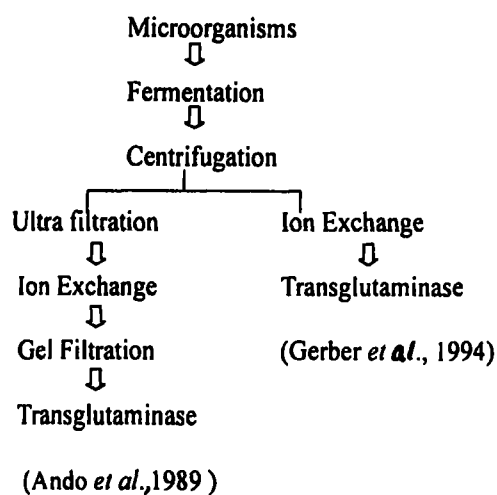 Microorganisms
Fermentation
Centrifugation
Ultra filtration
Ion Exchange
Gel Filtration
Transglutaminase
(Ando et al.,1989 )
Ion Exchange
Transglutaminase
(Gerber et al., 1994)